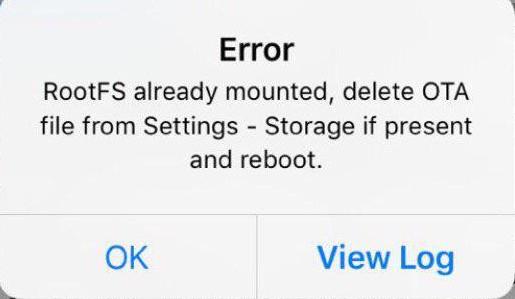 Error
RootFS already mounted, delete OTA
file from Settings - Storage if present
and reboot.
OK
View Log